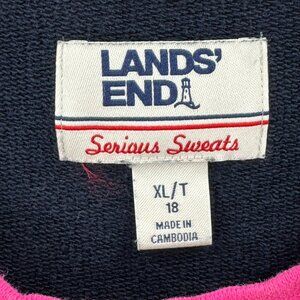 LANDS'
END
Serious Sweats
XL/T
18
MADE IN
CAMBODIA